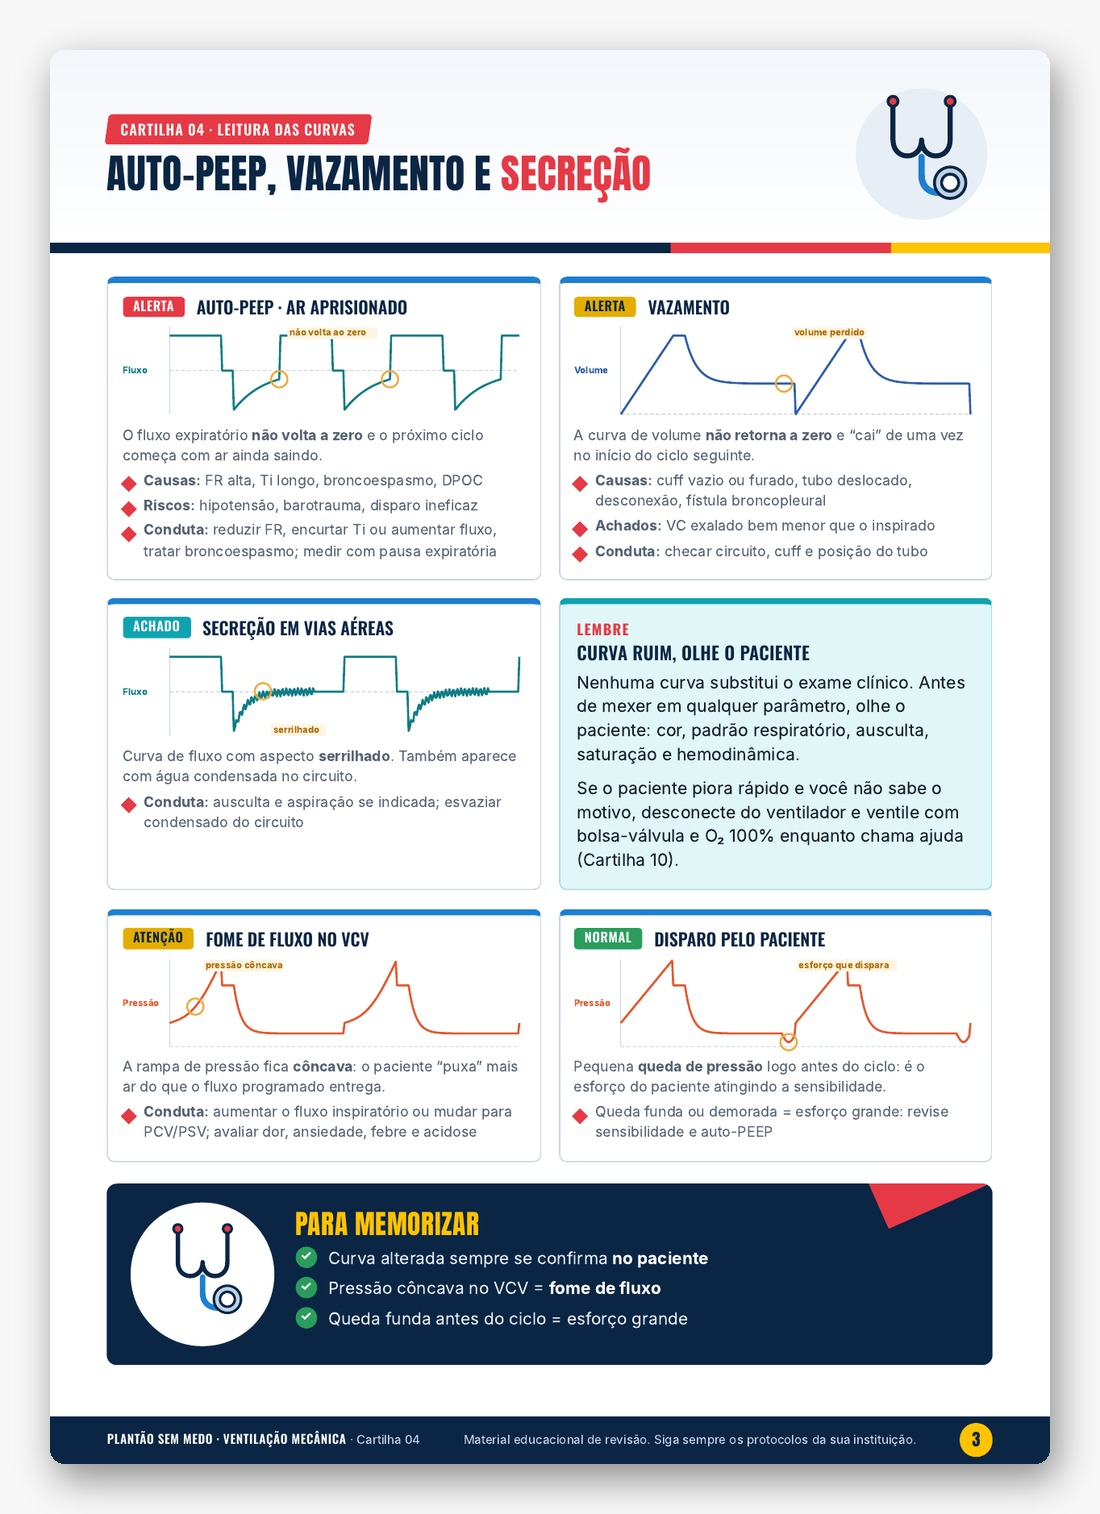 CARTILHA 04 · LEITURA DAS CURVAS
AUTO-PEEP, VAZAMENTO E SECREÇÃO
ALERTA
AUTO-PEEP · AR APRISIONADO
não volta ao zero
Fluxo
O fluxo expiratório não volta a zero e o próximo ciclo
começa com ar ainda saindo.
Causas: FR alta, Ti longo, broncoespasmo, DPOC
Riscos: hipotensão, barotrauma, disparo ineficaz
Conduta: reduzir FR, encurtar Ti ou aumentar fluxo,
tratar broncoespasmo; medir com pausa expiratória
ALERTA
VAZAMENTO
volume perdido
Volume
A curva de volume não retorna a zero e “cai” de uma vez
no início do ciclo seguinte.
Causas: cuff vazio ou furado, tubo deslocado,
desconexão, fístula broncopleural
Achados: VC exalado bem menor que o inspirado
Conduta: checar circuito, cuff e posição do tubo
ACHADO
SECREÇÃO EM VIAS AÉREAS
Fluxo
serrilhado
Curva de fluxo com aspecto serrilhado. Também aparece
com água condensada no circuito.
Conduta: ausculta e aspiração se indicada; esvaziar
condensado do circuito
LEMBRE
CURVA RUIM, OLHE O PACIENTE
Nenhuma curva substitui o exame clínico. Antes
de mexer em qualquer parâmetro, olhe o
paciente: cor, padrão respiratório, ausculta,
saturação e hemodinâmica.
Se o paciente piora rápido e você não sabe o
motivo, desconecte do ventilador e ventile com
bolsa-válvula e O₂ 100% enquanto chama ajuda
(Cartilha 10).
ATENÇÃO
FOME DE FLUXO NO VCV
pressão côncava
Pressão
A rampa de pressão fica côncava: o paciente “puxa” mais
ar do que o fluxo programado entrega.
Conduta: aumentar o fluxo inspiratório ou mudar para
PCV/PSV; avaliar dor, ansiedade, febre e acidose
NORMAL
DISPARO PELO PACIENTE
esforço que dispara
Pressão
Pequena queda de pressão logo antes do ciclo: é o
esforço do paciente atingindo a sensibilidade.
Queda funda ou demorada = esforço grande: revise
sensibilidade e auto-PEEP
PARA MEMORIZAR
Curva alterada sempre se confirma no paciente
Pressão côncava no VCV = fome de fluxo
Queda funda antes do ciclo = esforço grande
PLANTÃO SEM MEDO · VENTILAÇÃO MECÂNICA · Cartilha 04
Material educacional de revisão. Siga sempre os protocolos da sua instituição.
3